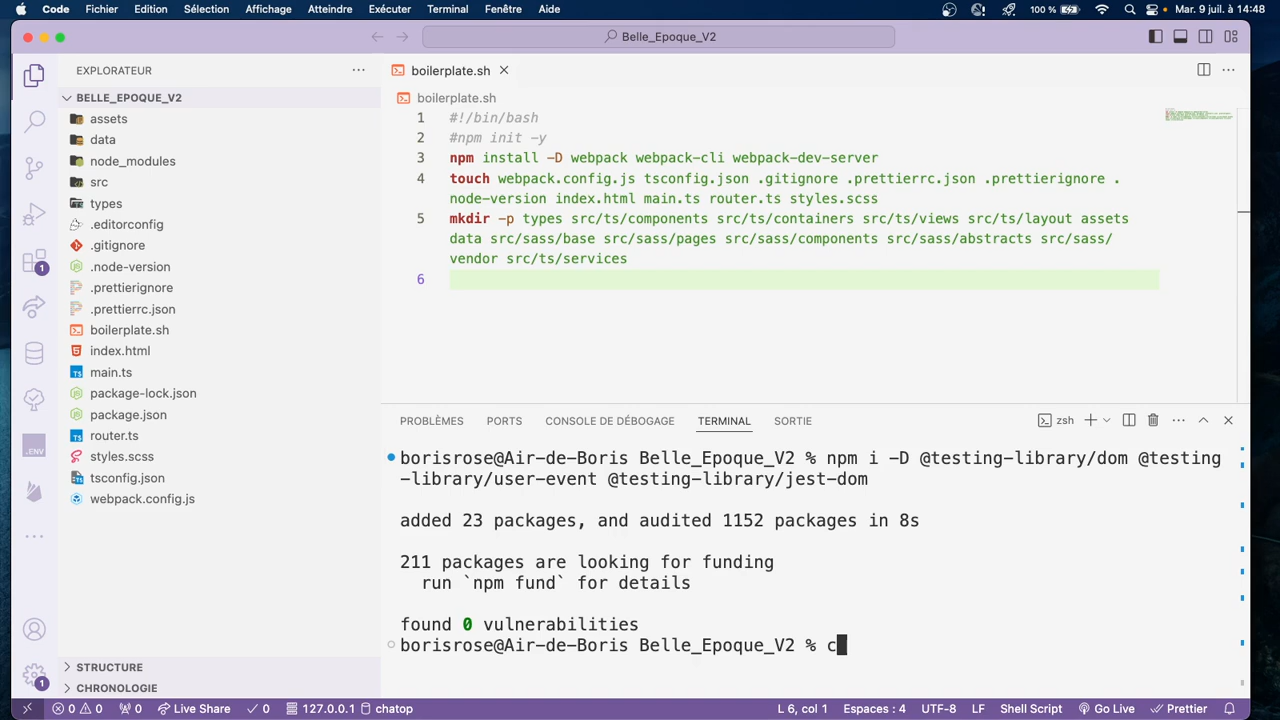 Code Fichier Édition Sélection Affichage Atteindre Exécuter Terminal Fenêtre Aide 100 % Mar. 9 juil. à 14:48
Belle_Epoque_V2
EXPLORATEUR
BELLE_EPOQUE_V2
assets
data
node_modules
src
types
.editorconfig
.gitignore
.node-version
.prettierignore
.prettierrc.json
boilerplate.sh
index.html
main.ts
package-lock.json
package.json
router.ts
styles.scss
tsconfig.json
webpack.config.js
STRUCTURE
CHRONOLOGIE
1
.ENV
1
boilerplate.sh
boilerplate.sh
1 #!/bin/bash
2 #npm init -y
3 npm install -D webpack webpack-cli webpack-dev-server
4 touch webpack.config.js tsconfig.json .gitignore .prettierrc.json .prettierignore .
node-version index.html main.ts router.ts styles.scss
5 mkdir -p types src/ts/components src/ts/containers src/ts/views src/ts/layout assets
data src/sass/base src/sass/pages src/sass/components src/sass/abstracts src/sass/
vendor src/ts/services
6
PROBLÈMES PORTS CONSOLE DE DÉBOGAGE TERMINAL SORTIE zsh
borisrose@Air-de-Boris Belle_Epoque_V2 % npm i -D @testing-library/dom @testing
-library/user-event @testing-library/jest-dom
added 23 packages, and audited 1152 packages in 8s
211 packages are looking for funding
run `npm fund` for details
found 0 vulnerabilities
borisrose@Air-de-Boris Belle_Epoque_V2 % c
0 0 0 Live Share 0 127.0.0.1 chatop L 6, col 1 Espaces : 4 UTF-8 LF Shell Script Go Live Prettier